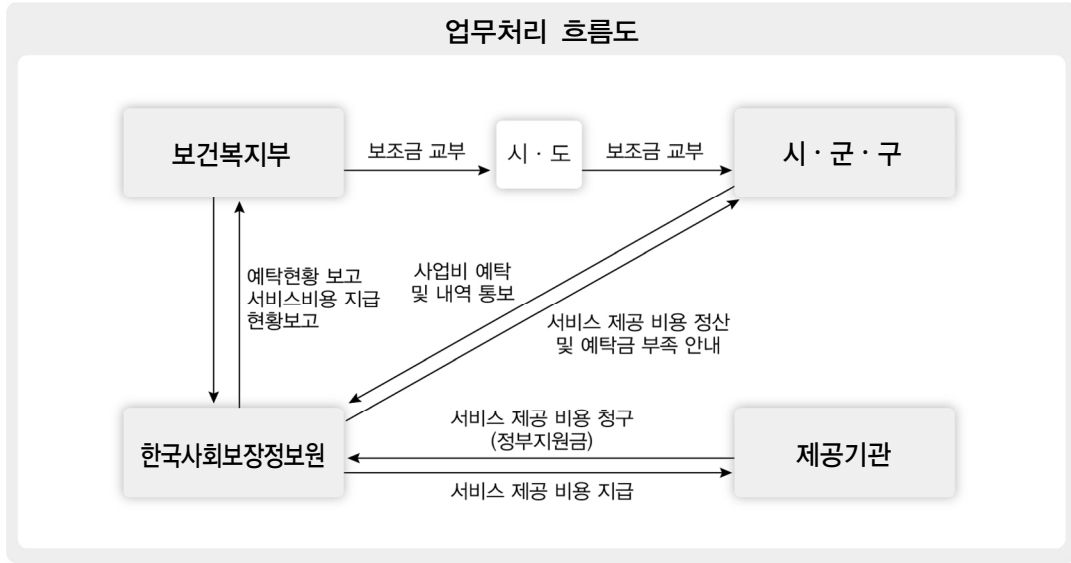 업무처리 흐름도
보건복지부
보조금 교부
시 · 도
보조금 교부
시 · 군 · 구
예탁현황 보고
서비스비용 지급
현황보고
사업비 예탁
및 내역 통보
서비스 제공 비용 정산
및 예탁금 부족 안내
한국사회보장정보원
서비스 제공 비용 청구
(정부지원금)
서비스 제공 비용 지급
제공기관